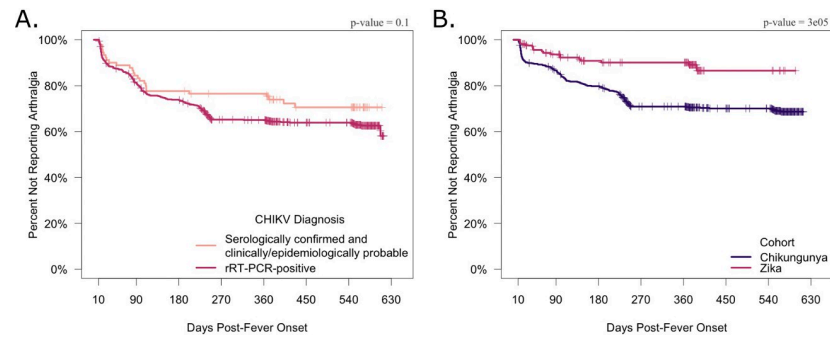 A.
p-value = 0.1
100%
80%
60%
40%
20%
0%
Percent Not Reporting Arthralgia
CHIKV Diagnosis
Serologically confirmed and
clinically/epidemiologically probable
rRT-PCR-positive
10 90 180 270 360 450 540 630
Days Post-Fever Onset
B.
p-value = 3e05
100%
80%
60%
40%
20%
0%
Percent Not Reporting Arthralgia
Cohort
Chikungunya
Zika
10 90 180 270 360 450 540 630
Days Post-Fever Onset